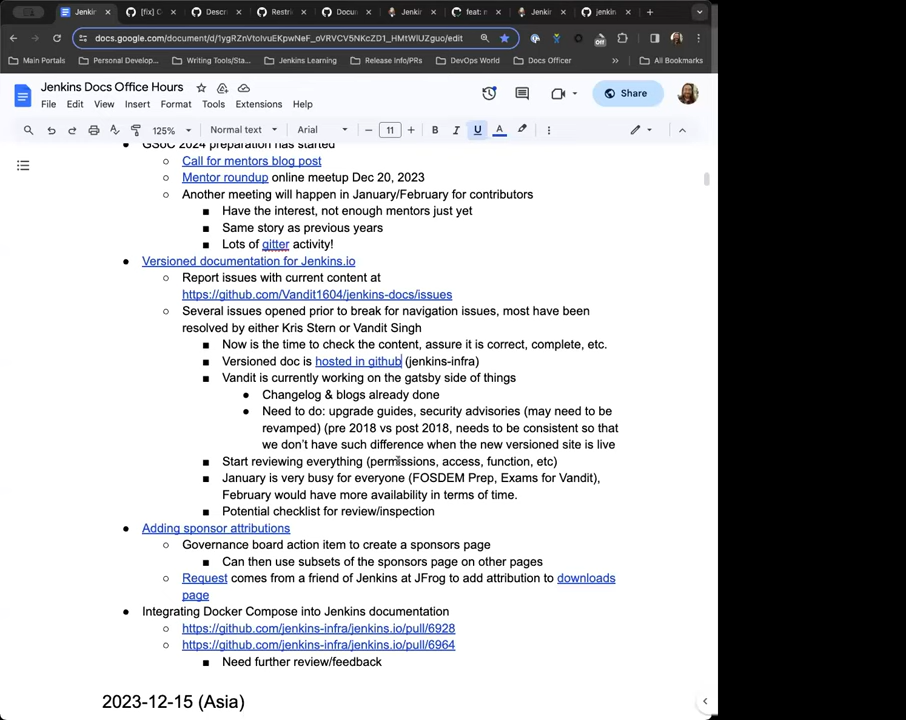 Jenkins
[fix] C
Descri
Restric
Docum
Jenkin
feat: n
Jenkin
jenkin
docs.google.com/document/d/1ygRZnVtoIvuEKpwNeF_oVRVCV5NKcZD1_HMtWIUZguo/edit
Main Portals
Personal Develop...
Writing Tools/Sta...
Jenkins Learning
Release Info/PRs
DevOps World
Docs Officer
All Bookmarks
Jenkins Docs Office Hours
File Edit View Insert Format Tools Extensions Help
Share
125% Normal text Arial 11 B I U A
GSoC 2024 preparation has started
Call for mentors blog post
Mentor roundup online meetup Dec 20, 2023
Another meeting will happen in January/February for contributors
Have the interest, not enough mentors just yet
Same story as previous years
Lots of gitter activity!
Versioned documentation for Jenkins.io
Report issues with current content at
https://github.com/Vandit1604/jenkins-docs/issues
Several issues opened prior to break for navigation issues, most have been
resolved by either Kris Stern or Vandit Singh
Now is the time to check the content, assure it is correct, complete, etc.
Versioned doc is hosted in github (jenkins-infra)
Vandit is currently working on the gatsby side of things
Changelog & blogs already done
Need to do: upgrade guides, security advisories (may need to be
revamped) (pre 2018 vs post 2018, needs to be consistent so that
we don't have such difference when the new versioned site is live
Start reviewing everything (permissions, access, function, etc)
January is very busy for everyone (FOSDEM Prep, Exams for Vandit),
February would have more availability in terms of time.
Potential checklist for review/inspection
Adding sponsor attributions
Governance board action item to create a sponsors page
Can then use subsets of the sponsors page on other pages
Request comes from a friend of Jenkins at JFrog to add attribution to downloads
page
Integrating Docker Compose into Jenkins documentation
https://github.com/jenkins-infra/jenkins.io/pull/6928
https://github.com/jenkins-infra/jenkins.io/pull/6964
Need further review/feedback
2023-12-15 (Asia)